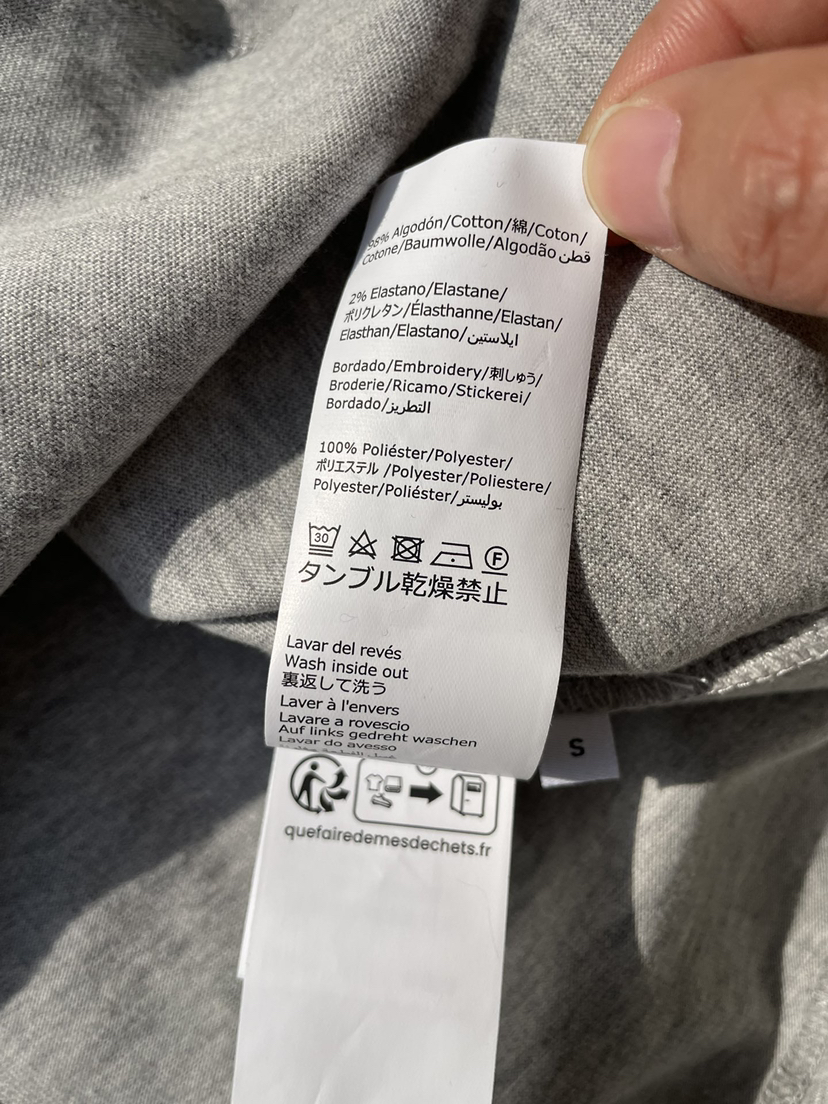 98% Algodón/Cotton/綿/Coton/
Cotone/Baumwolle/Algodão قطن
2% Elastano/Elastane/
ポリウレタン/Élasthanne/Elastan/
Elasthan/Elastano/ايلاستين
Bordado/Embroidery/刺しゅう/
Broderie/Ricamo/Stickerei/
Bordado/التطريز
100% Poliéster/Polyester/
ポリエステル /Polyester/Poliestere/
Polyester/Poliéster/بوليستر
30 F
タンブル乾燥禁止
Lavar del revés
Wash inside out
裏返して洗う
Laver à l'envers
Lavare a rovescio
Auf links gedreht waschen
Lavar do avesso
S
quefairedemesdechets.fr